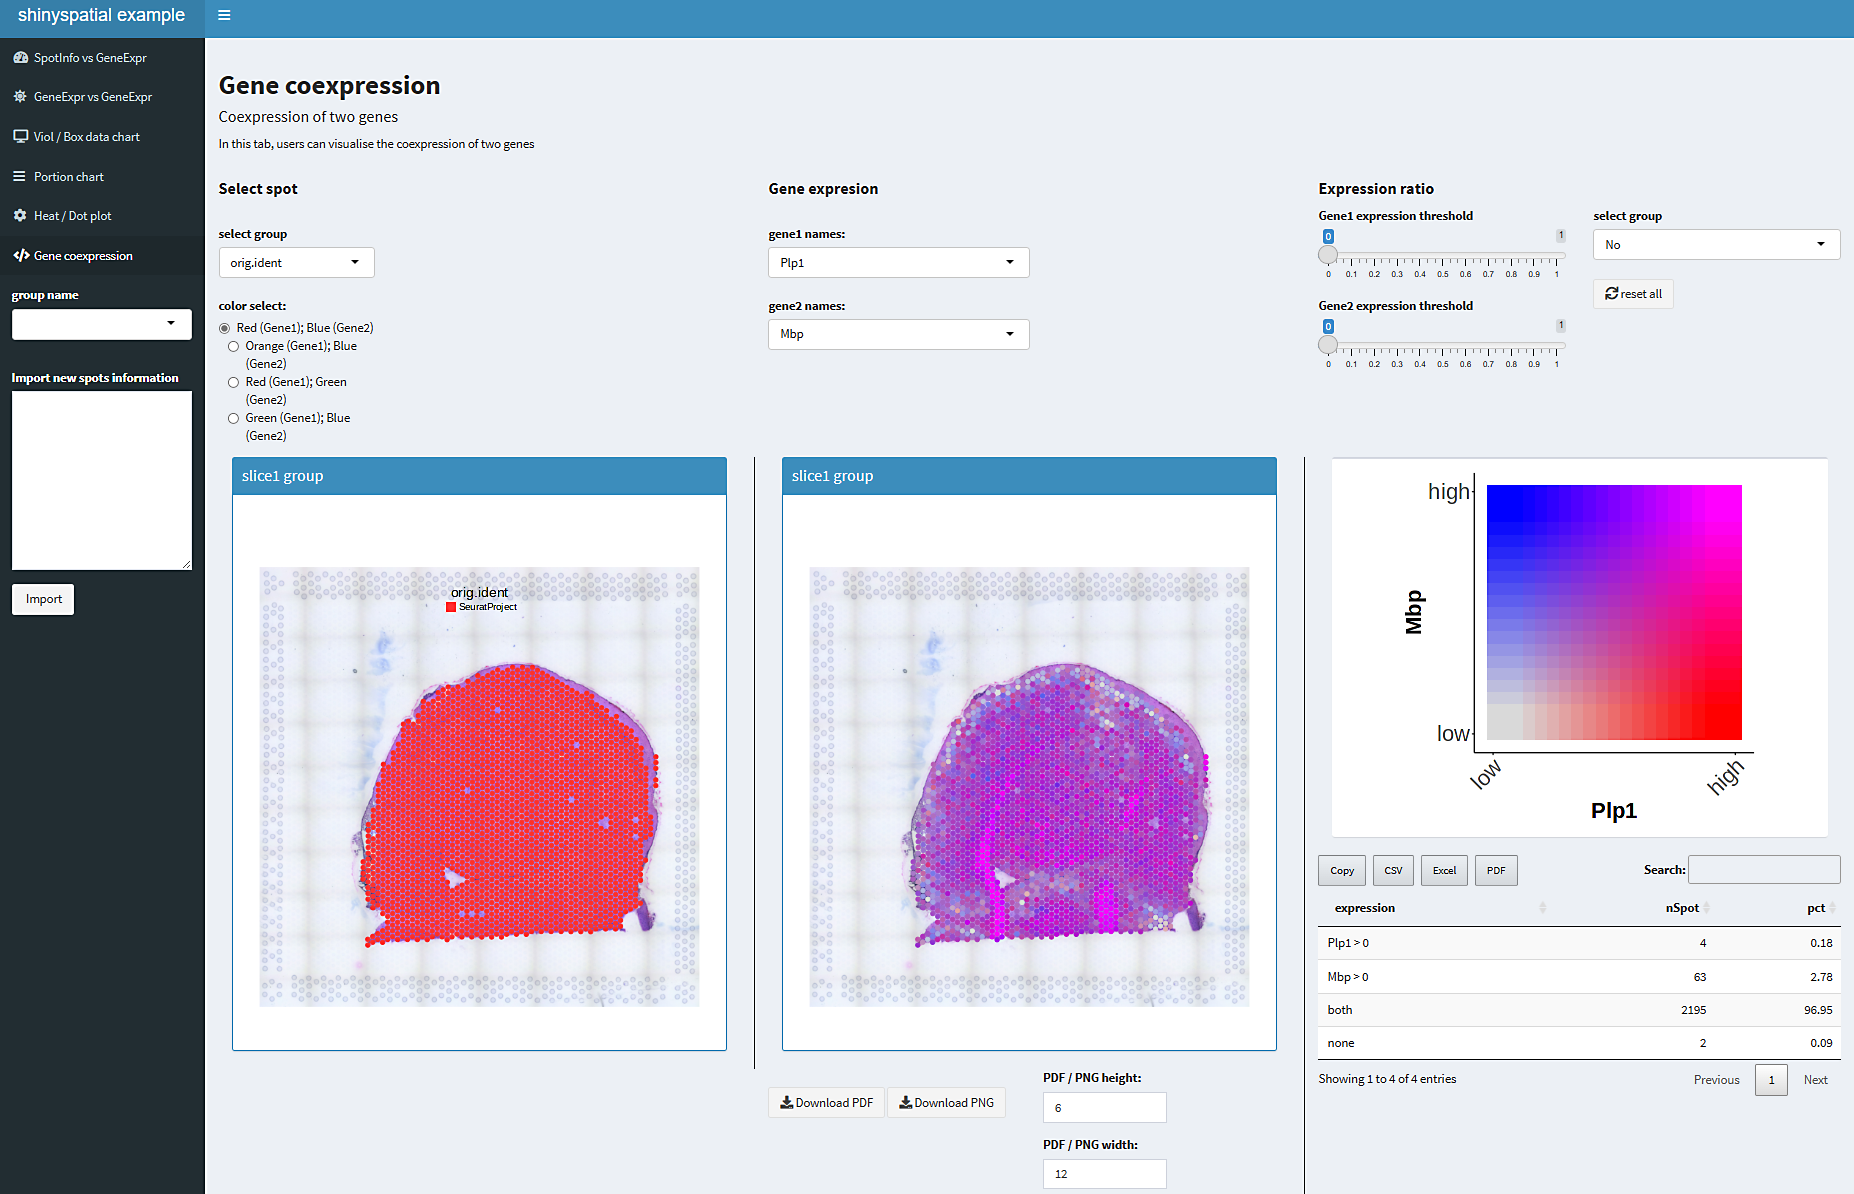 shinyspatial example
SpotInfo vs GeneExpr
GeneExpr vs GeneExpr
Viol / Box data chart
Portion chart
Heat / Dot plot
Gene coexpression
group name
Import new spots information
Import
Gene coexpression
Coexpression of two genes
In this tab, users can visualise the coexpression of two genes
Select spot
select group
orig.ident
color select:
Red (Gene1); Blue (Gene2)
Orange (Gene1); Blue
(Gene2)
Red (Gene1); Green
(Gene2)
Green (Gene1); Blue
(Gene2)
Gene expresion
gene1 names:
Plp1
gene2 names:
Mbp
Expression ratio
Gene1 expression threshold
0 1
0 0.1 0.2 0.3 0.4 0.5 0.6 0.7 0.8 0.9 1
Gene2 expression threshold
0 1
0 0.1 0.2 0.3 0.4 0.5 0.6 0.7 0.8 0.9 1
select group
No
reset all
slice1 group
orig.ident
SeuratProject
slice1 group
Download PDF
Download PNG
PDF / PNG height:
6
PDF / PNG width:
12
high
Mbp
low
low
high
Plp1
Copy CSV Excel PDF Search:
expression nSpot pct
Plp1 > 0 4 0.18
Mbp > 0 63 2.78
both 2195 96.95
none 2 0.09
Showing 1 to 4 of 4 entries Previous 1 Next